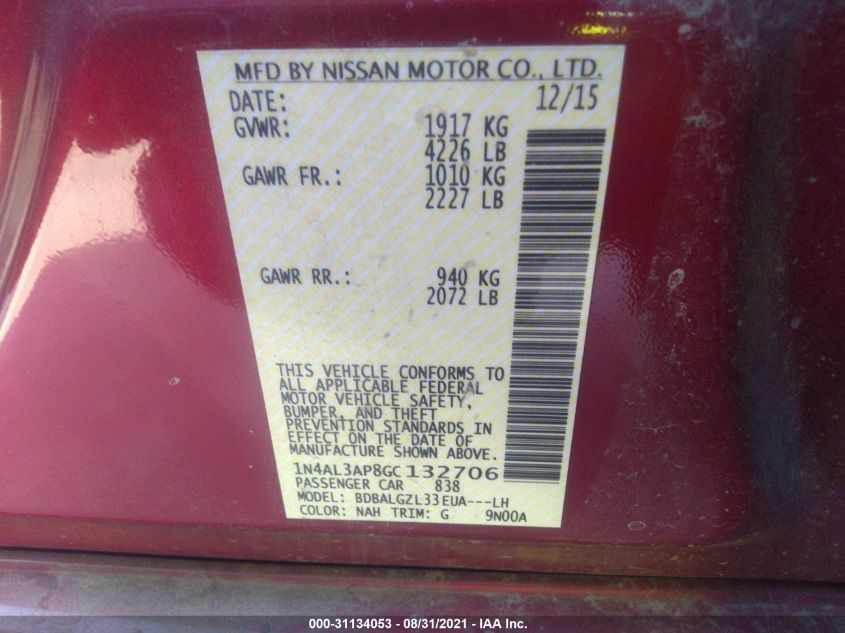 MFD BY NISSAN MOTOR CO., LTD.
DATE: 12/15
GVWR: 1917 KG
4226 LB
GAWR FR.: 1010 KG
2227 LB
GAWR RR.: 940 KG
2072 LB
THIS VEHICLE CONFORMS TO
ALL APPLICABLE FEDERAL
MOTOR VEHICLE SAFETY,
BUMPER, AND THEFT
PREVENTION STANDARDS IN
EFFECT ON THE DATE OF
MANUFACTURE SHOWN ABOVE.
1N4AL3AP8GC132706
PASSENGER CAR 838
MODEL: BDBALGZL33EUA---LH
COLOR: NAH TRIM: G 9N00A
000-31134053 - 08/31/2021 - IAA Inc.